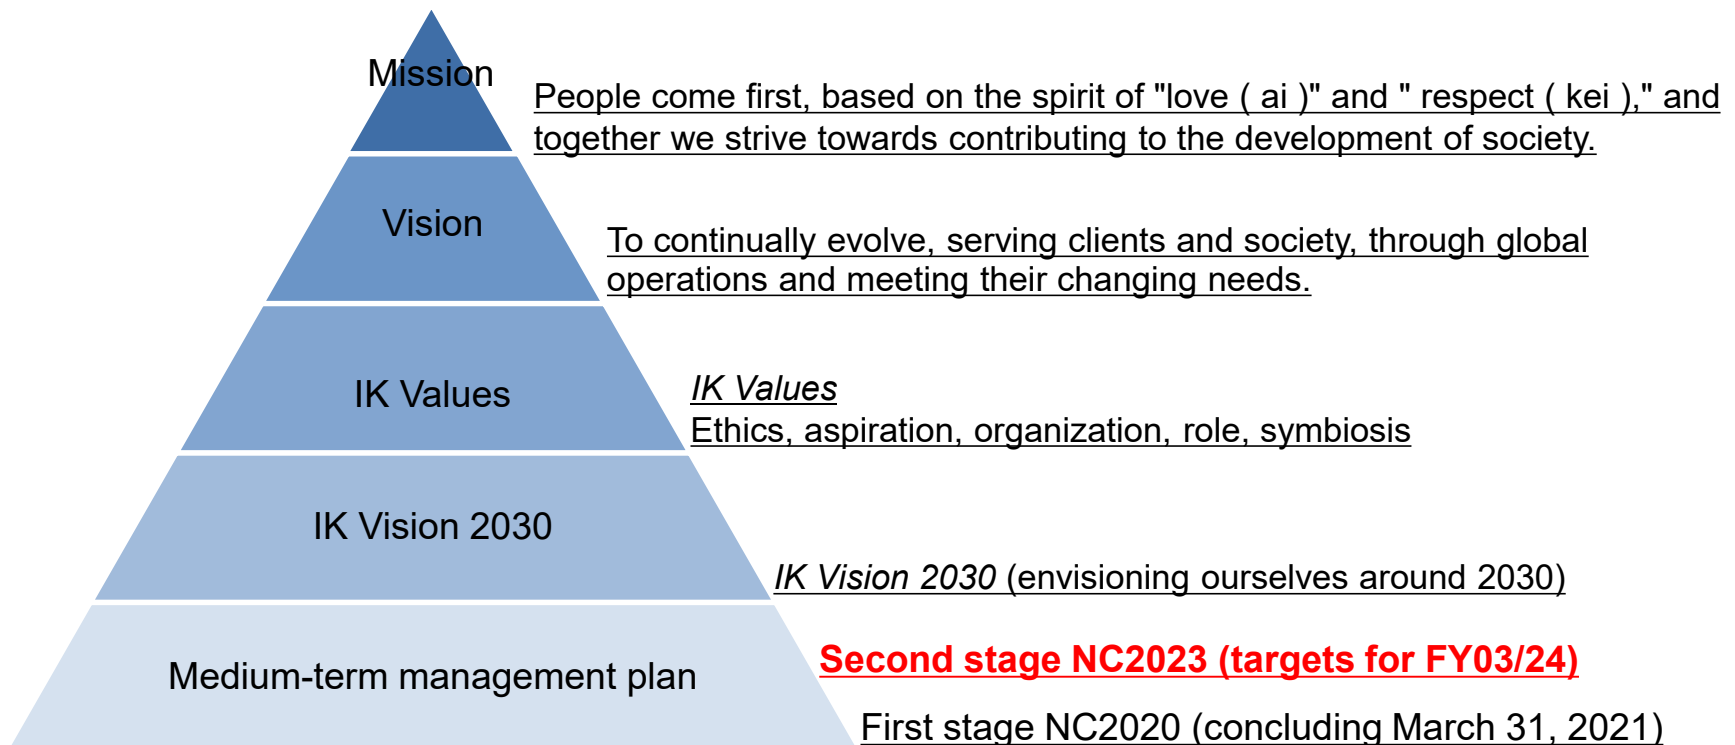 Mission
People come first, based on the spirit of "love ( ai )" and " respect ( kei )," and
together we strive towards contributing to the development of society.
Vision
To continually evolve, serving clients and society, through global
operations and meeting their changing needs.
IK Values
IK Values
Ethics, aspiration, organization, role, symbiosis
IK Vision 2030
IK Vision 2030 (envisioning ourselves around 2030)
Medium-term management plan
Second stage NC2023 (targets for FY03/24)
First stage NC2020 (concluding March 31, 2021)